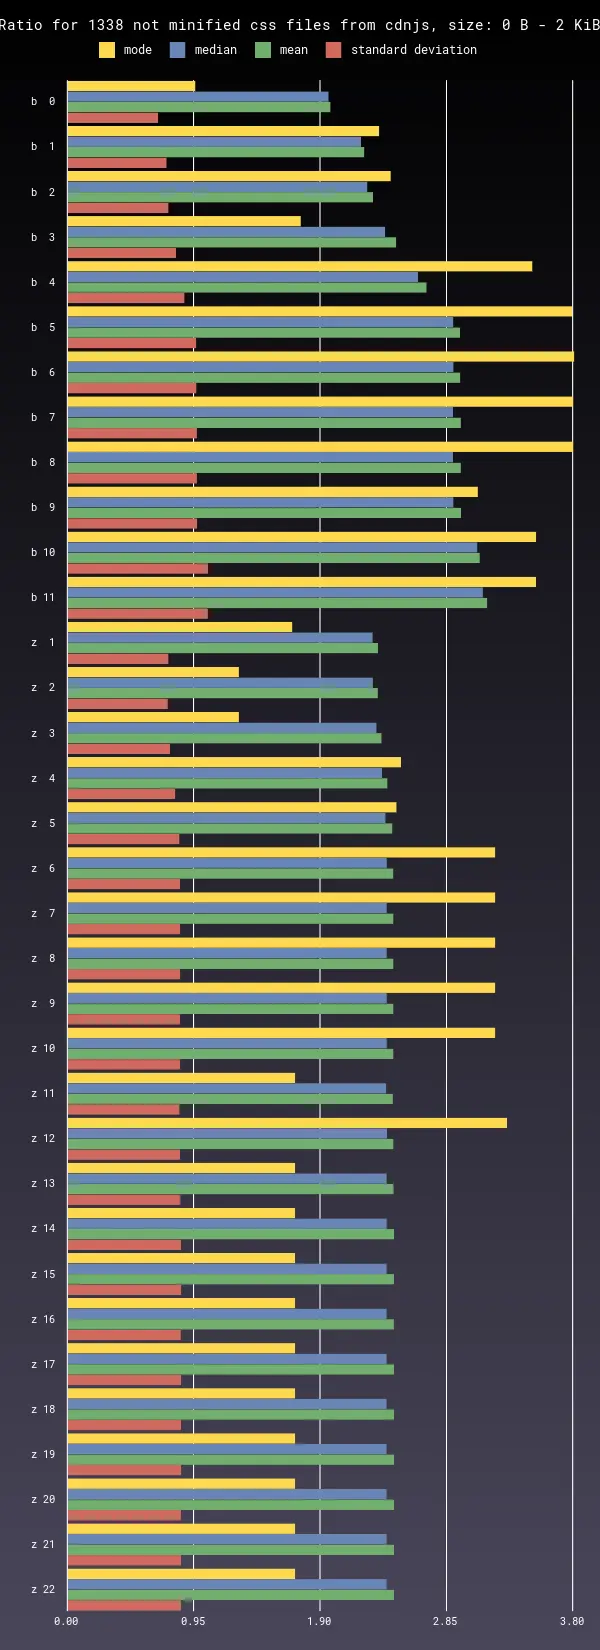 Ratio for 1338 not minified css files from cdnjs, size: 0 B - 2 KiB
mode median mean standard deviation
b 0
b 1
b 2
b 3
b 4
b 5
b 6
b 7
b 8
b 9
b 10
b 11
z 1
z 2
z 3
z 4
z 5
z 6
z 7
z 8
z 9
z 10
z 11
z 12
z 13
z 14
z 15
z 16
z 17
z 18
z 19
z 20
z 21
z 22
0.00 0.95 1.90 2.85 3.80